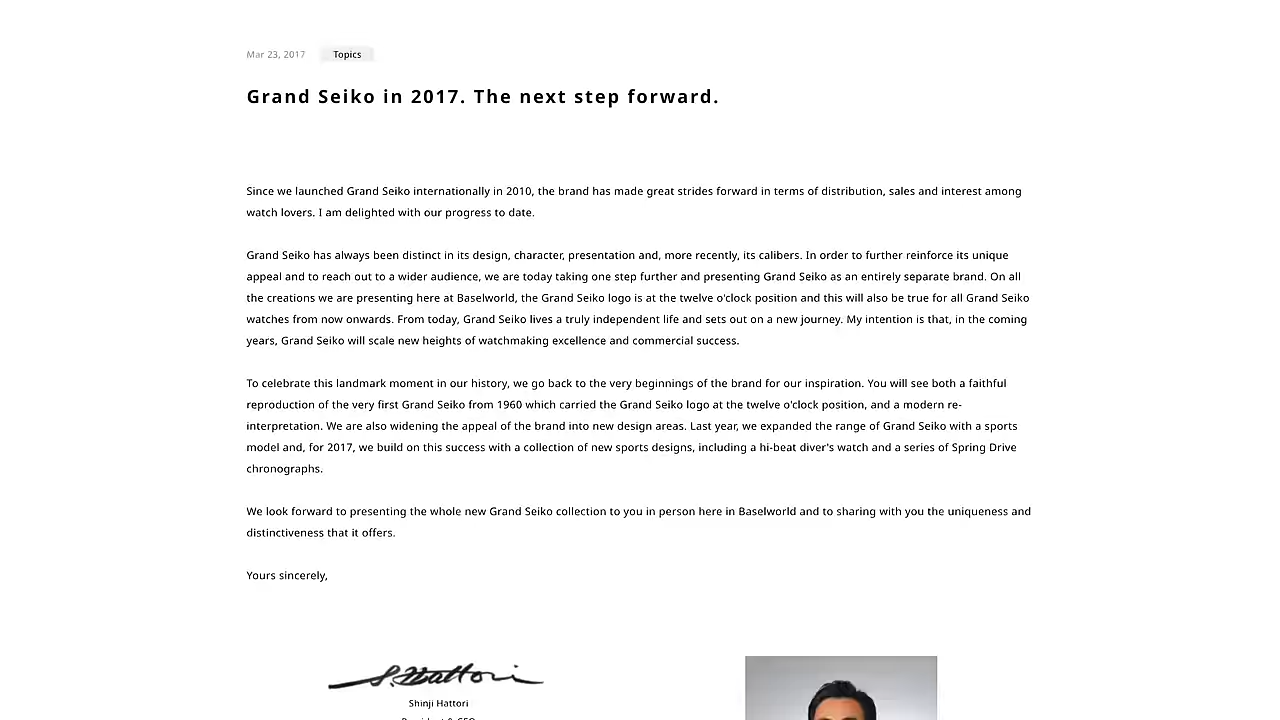 Mar 23, 2017 Topics
Grand Seiko in 2017. The next step forward.
Since we launched Grand Seiko internationally in 2010, the brand has made great strides forward in terms of distribution, sales and interest among
watch lovers. I am delighted with our progress to date.
Grand Seiko has always been distinct in its design, character, presentation and, more recently, its calibers. In order to further reinforce its unique
appeal and to reach out to a wider audience, we are today taking one step further and presenting Grand Seiko as an entirely separate brand. On all
the creations we are presenting here at Baselworld, the Grand Seiko logo is at the twelve o'clock position and this will also be true for all Grand Seiko
watches from now onwards. From today, Grand Seiko lives a truly independent life and sets out on a new journey. My intention is that, in the coming
years, Grand Seiko will scale new heights of watchmaking excellence and commercial success.
To celebrate this landmark moment in our history, we go back to the very beginnings of the brand for our inspiration. You will see both a faithful
reproduction of the very first Grand Seiko from 1960 which carried the Grand Seiko logo at the twelve o'clock position, and a modern re-
interpretation. We are also widening the appeal of the brand into new design areas. Last year, we expanded the range of Grand Seiko with a sports
model and, for 2017, we build on this success with a collection of new sports designs, including a hi-beat diver's watch and a series of Spring Drive
chronographs.
We look forward to presenting the whole new Grand Seiko collection to you in person here in Baselworld and to sharing with you the uniqueness and
distinctiveness that it offers.
Yours sincerely,
S. Hattori
Shinji Hattori
President & CEO